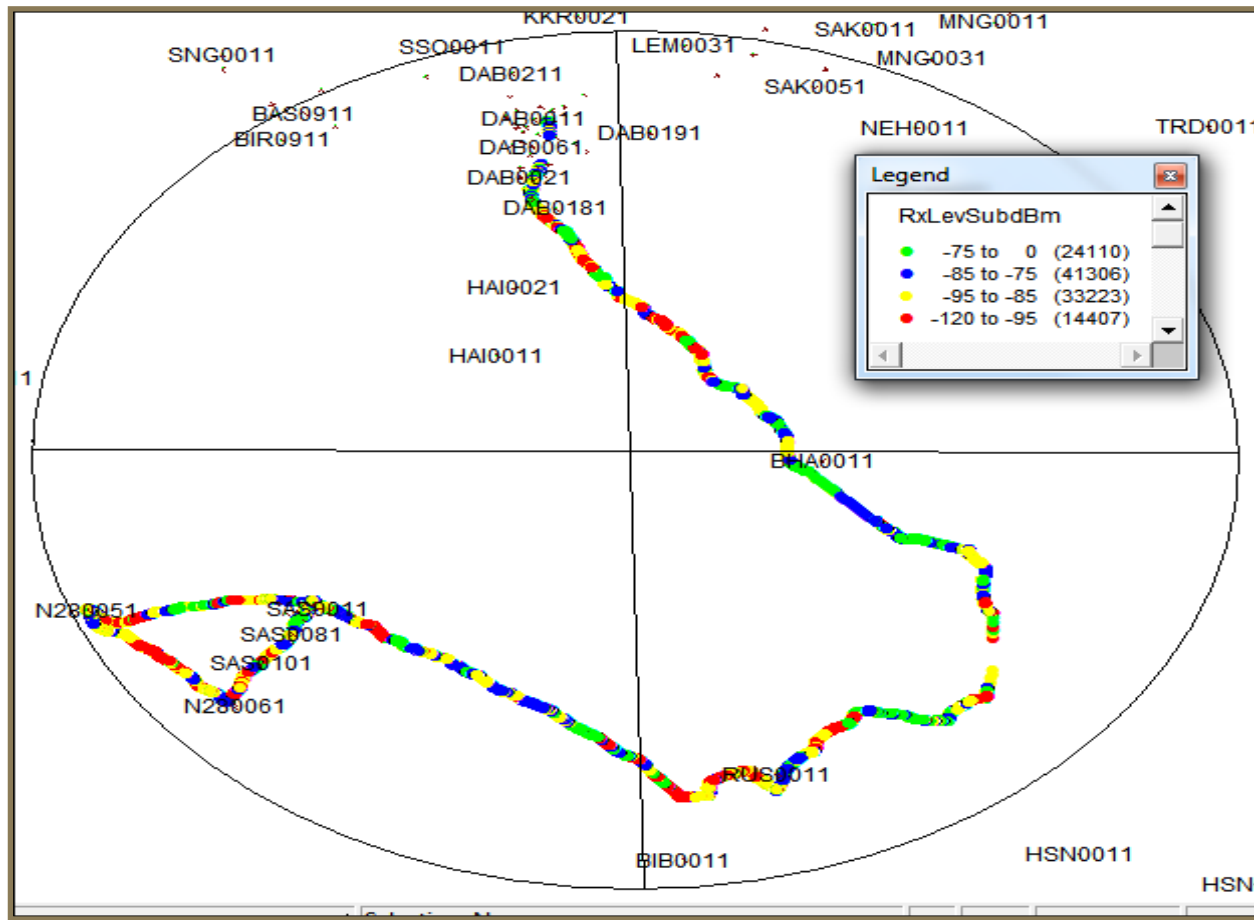 KKR0021
MNG0011
SAK0011
SSO0011
LEM0031
SNG0011
MNG0031
DAB0211
SAK0051
BAS0911
DAB0011
NEH0011
TRD0011
DAB0191
BIR0911
DAB0061
Legend
DAB0021
DAB0181
RxLevSubdBm
-75 to 0 (24110)
-85 to -75 (41306)
-95 to -85 (33223)
-120 to -95 (14407)
HAI0021
HAI0011
1
BHA0011
N280051
SAS0011
SAS0081
SAS0101
N280061
RUS0011
BIB0011
HSN0011
HSN